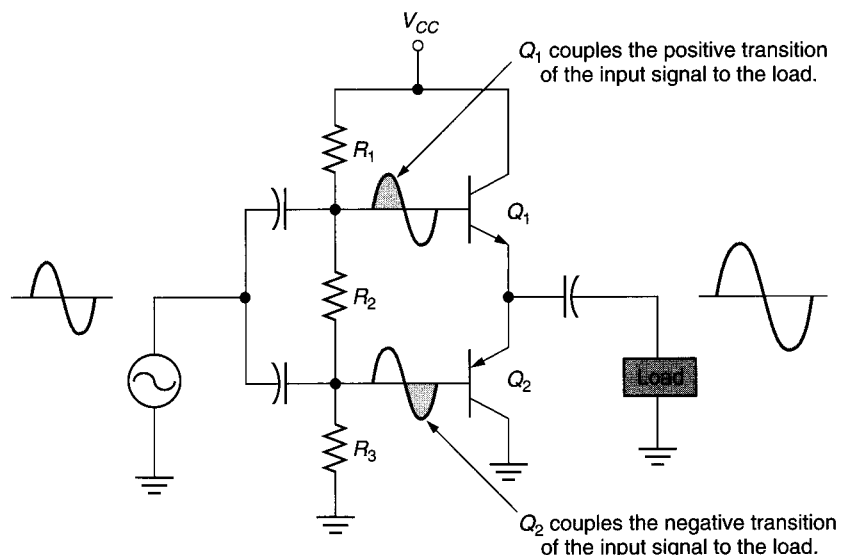 V_CC
Q_1 couples the positive transition
of the input signal to the load.
R_1
Q_1
R_2
Load
Q_2
R_3
Q_2 couples the negative transition
of the input signal to the load.